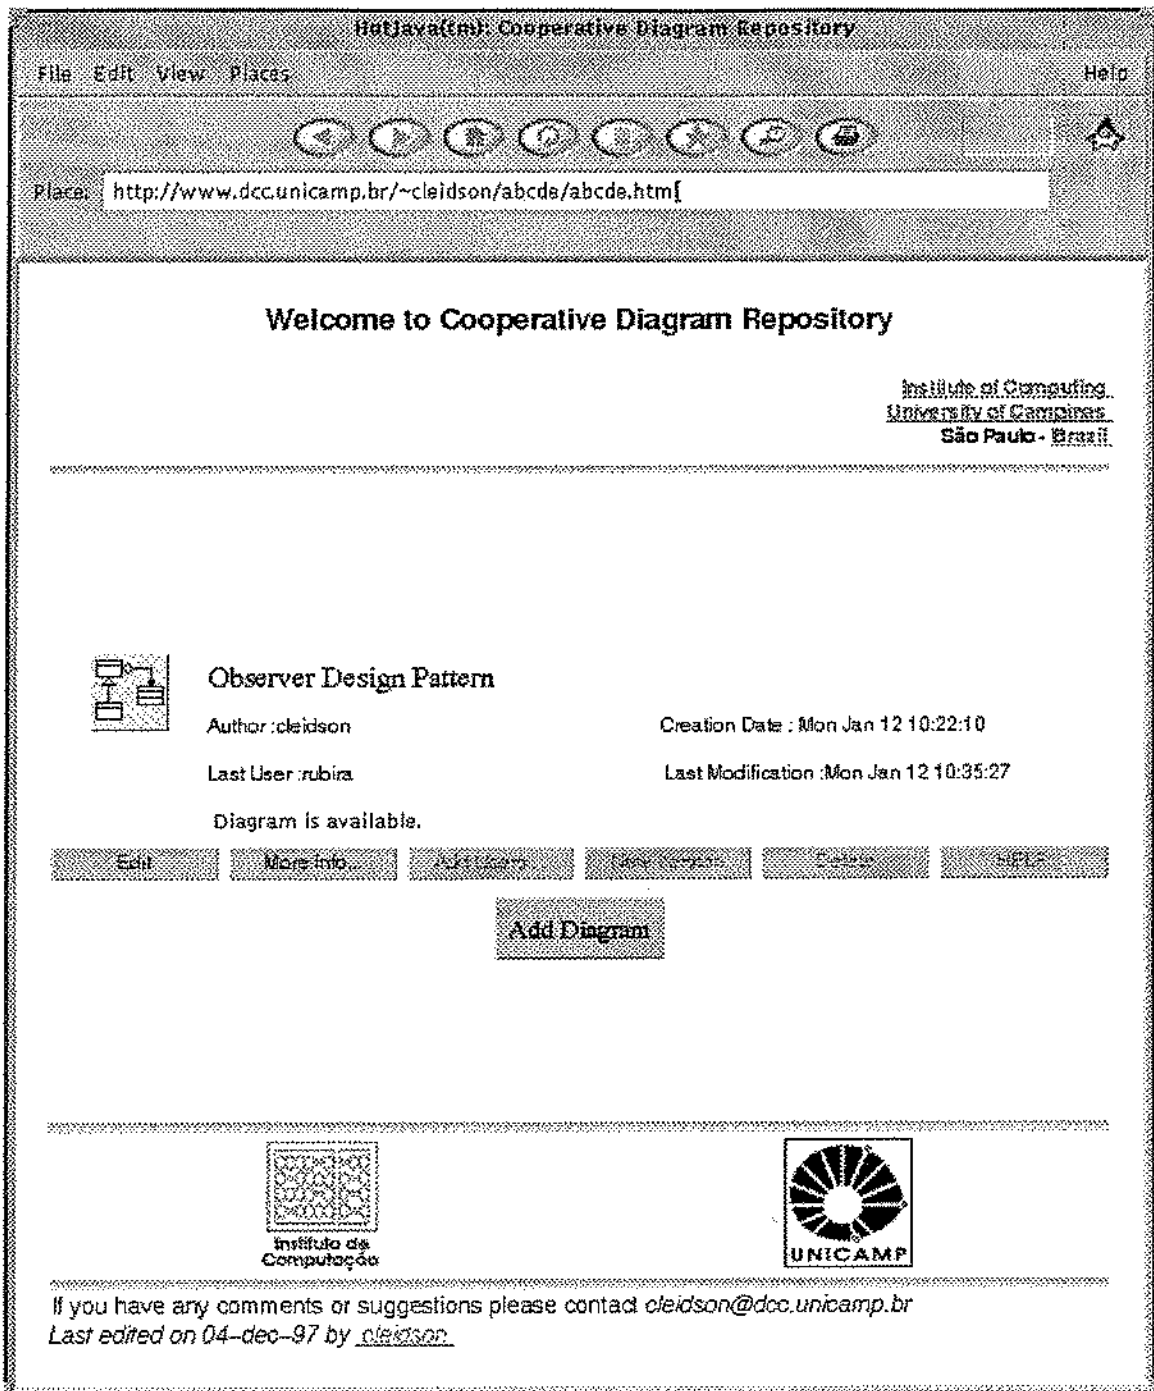 HotJava(tm): Cooperative Diagram Repository
File Edit View Places Help
Place: http://www.dcc.unicamp.br/~cleidson/abcde/abcde.html
Welcome to Cooperative Diagram Repository
Institute of Computing
University of Campinas
São Paulo - Brazil
Observer Design Pattern
Author :cleidson Creation Date : Mon Jan 12 10:22:10
Last User :rubira Last Modification :Mon Jan 12 10:35:27
Diagram is available.
Edit More Info... Delete HELP
Add Diagram
Instituto de
Computação
UNICAMP
If you have any comments or suggestions please contact cleidson@dcc.unicamp.br
Last edited on 04-dec-97 by cleidson